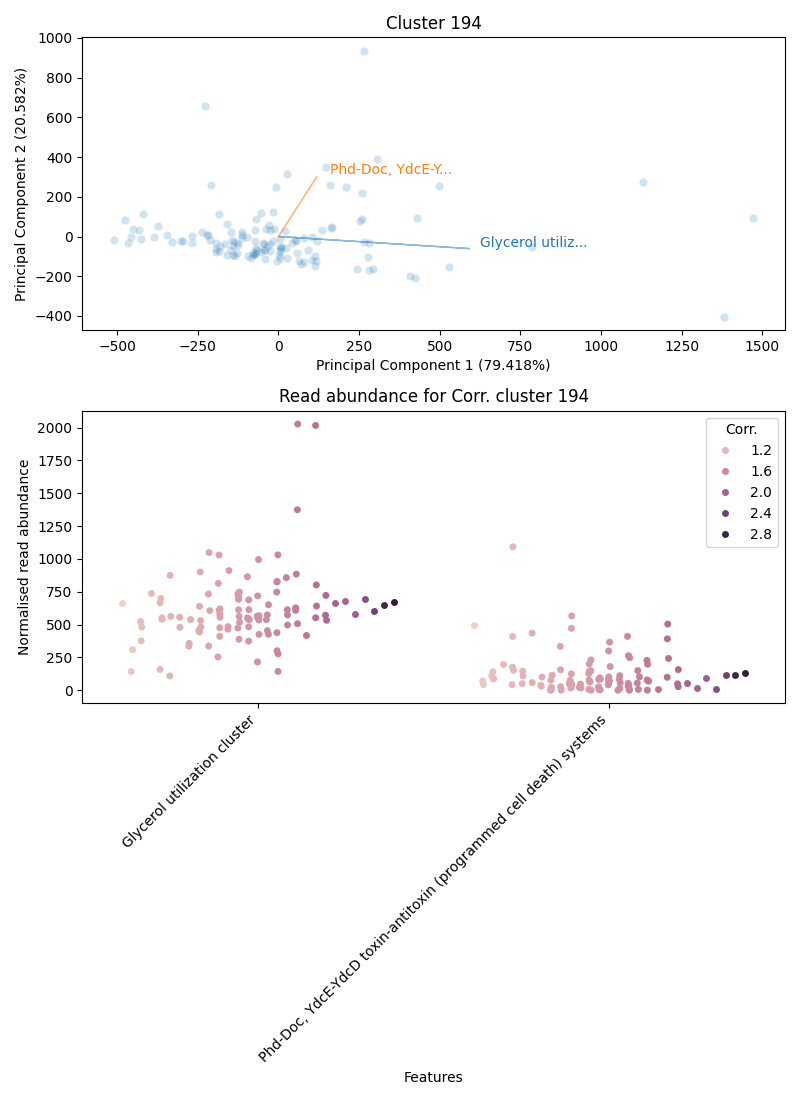 Cluster 194
Principal Component 2 (20.582%)
1000
800
600
400
200
0
−200
−400
Phd-Doc, YdcE-Y...
Glycerol utiliz...
−500
−250
0
250
500
750
1000
1250
1500
Principal Component 1 (79.418%)
Read abundance for Corr. cluster 194
Normalised read abundance
2000
1750
1500
1250
1000
750
500
250
0
Corr.
1.2
1.6
2.0
2.4
2.8
Glycerol utilization cluster
Phd-Doc, YdcE-YdcD toxin-antitoxin (programmed cell death) systems
Features